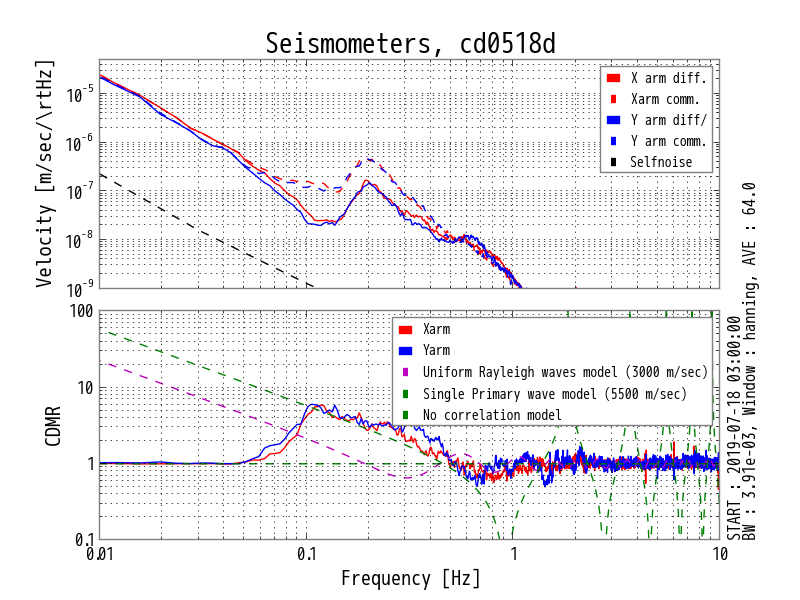 Seismometers, cd0518d
Velocity [m/sec/\rtHz]
10^-5
10^-6
10^-7
10^-8
10^-9
X arm diff.
Xarm comm.
Y arm diff/
Y arm comm.
Selfnoise
CDMR
100
10
1
0.1
Xarm
Yarm
Uniform Rayleigh waves model (3000 m/sec)
Single Primary wave model (5500 m/sec)
No correlation model
0.01
0.1
1
10
Frequency [Hz]
START : 2019-07-18 03:00:00
BW : 3.91e-03, Window : hanning, AVE : 64.0